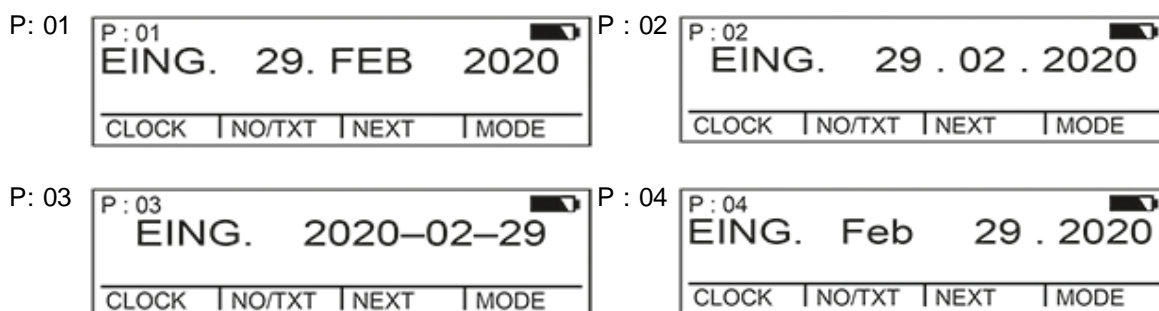 P: 01
P : 01
EING. 29. FEB 2020
CLOCK NO/TXT NEXT MODE
P : 02
P : 02
EING. 29 . 02 . 2020
CLOCK NO/TXT NEXT MODE
P: 03
P : 03
EING. 2020–02–29
CLOCK NO/TXT NEXT MODE
P : 04
P : 04
EING. Feb 29 . 2020
CLOCK NO/TXT NEXT MODE